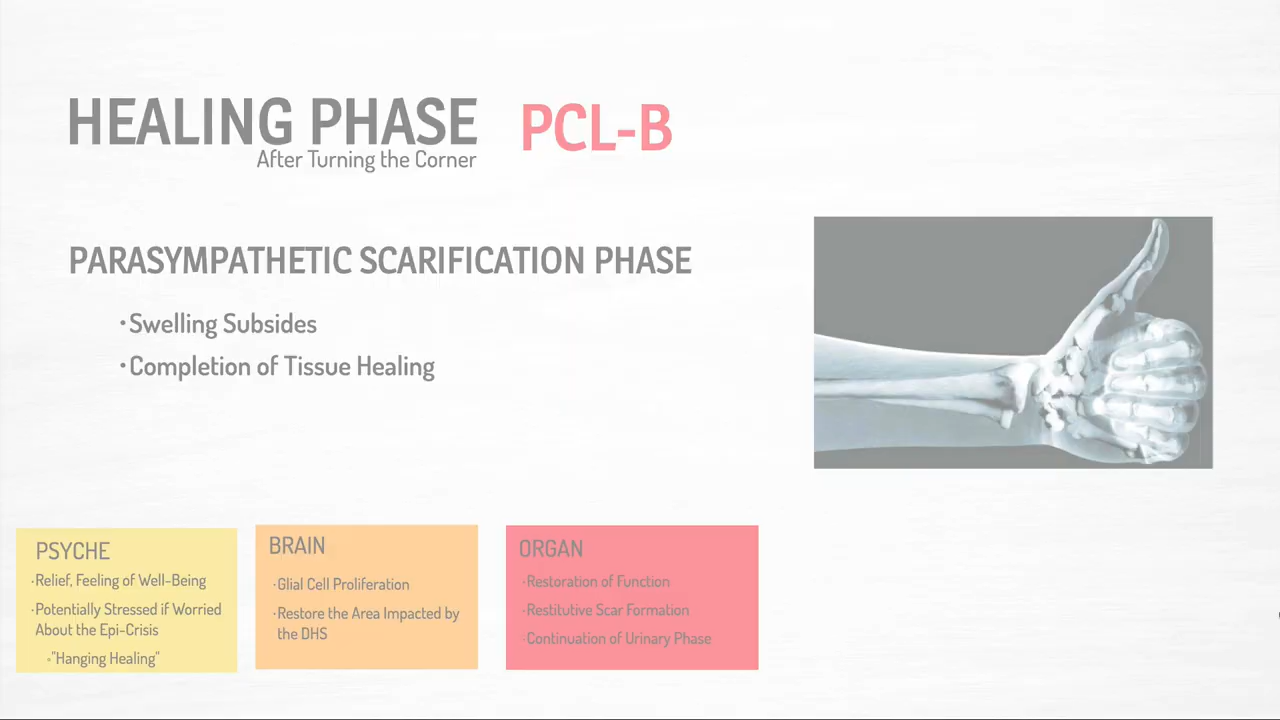 HEALING PHASE PCL-B
After Turning the Corner
PARASYMPATHETIC SCARIFICATION PHASE
•Swelling Subsides
•Completion of Tissue Healing
PSYCHE
·Relief, Feeling of Well-Being
·Potentially Stressed if Worried
About the Epi-Crisis
◦"Hanging Healing"
BRAIN
·Glial Cell Proliferation
·Restore the Area Impacted by
the DHS
ORGAN
·Restoration of Function
·Restitutive Scar Formation
·Continuation of Urinary Phase